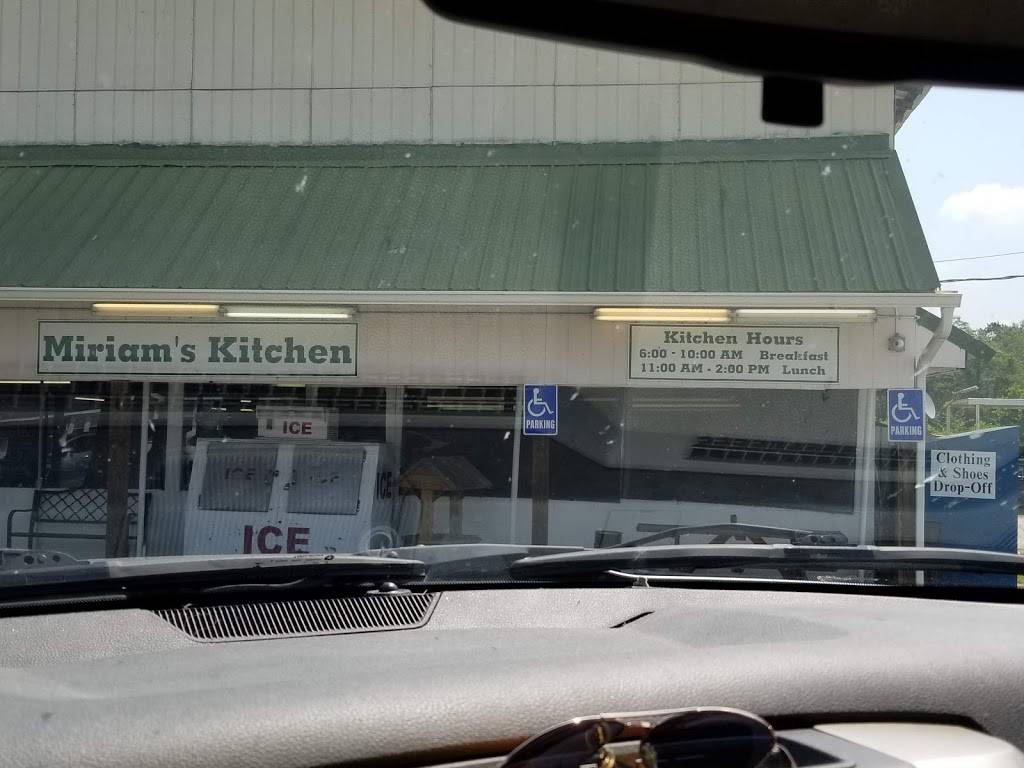 Miriam's Kitchen
Kitchen Hours
6:00 - 10:00 AM Breakfast
11:00 AM - 2:00 PM Lunch
ICE
PARKING
PARKING
Clothing
& Shoes
Drop-Off
ICE
ICE